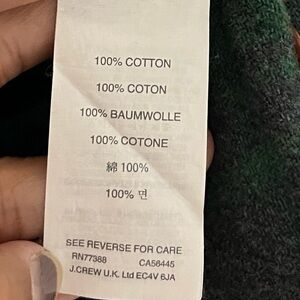 100% COTTON
100% COTON
100% BAUMWOLLE
100% COTONE
綿 100%
100% 면
SEE REVERSE FOR CARE
RN77388 CA56445
J.CREW U.K. Ltd EC4V 6JA